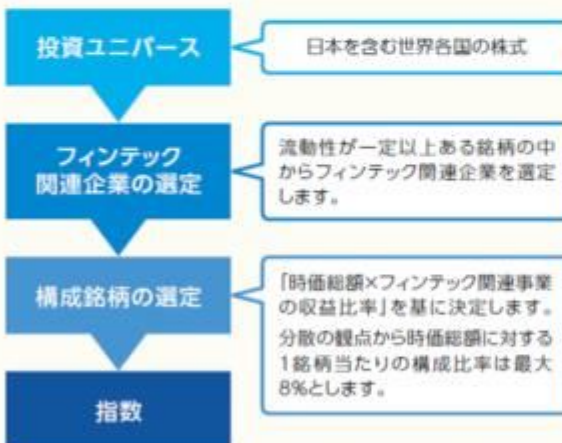 投資ユニバース
日本を含む世界各国の株式
フィンテック
関連企業の選定
流動性が一定以上ある銘柄の中
からフィンテック関連企業を選定
します。
構成銘柄の選定
「時価総額×フィンテック関連事業
の収益比率」を基に決定します。
分散の観点から時価総額に対する
1銘柄当たりの構成比率は最大
8%とします。
指数